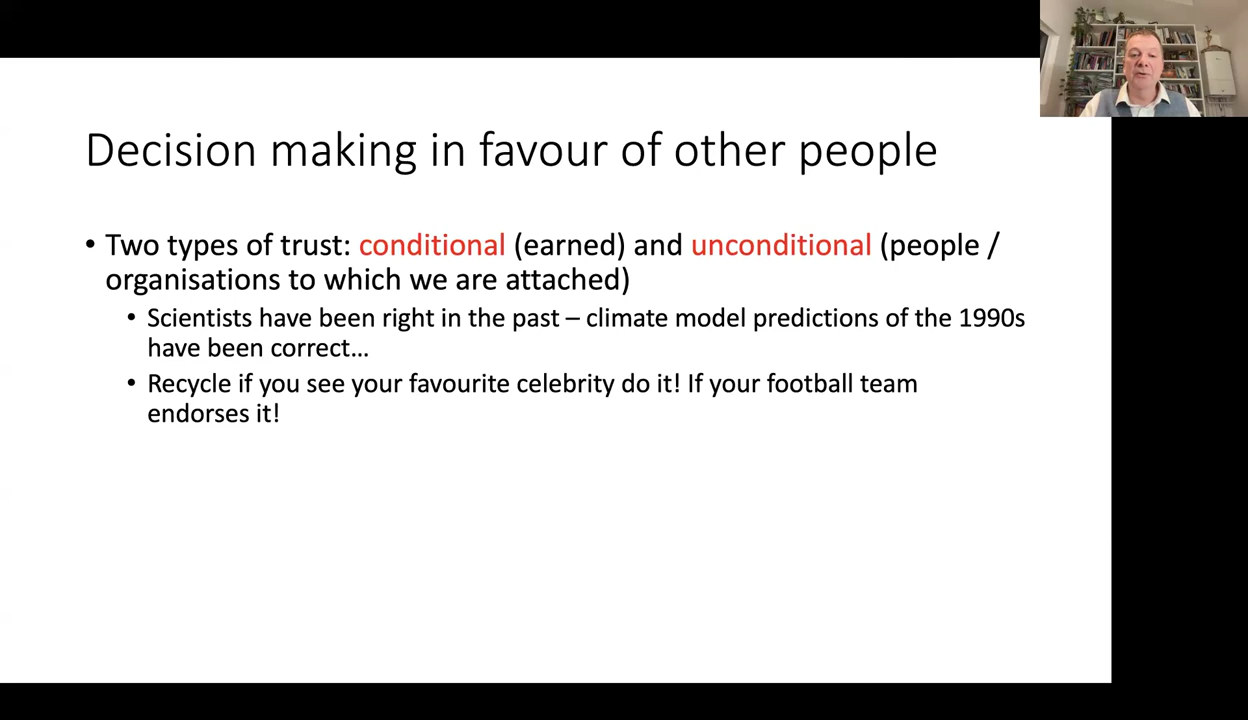 Decision making in favour of other people
• Two types of trust: conditional (earned) and unconditional (people /
organisations to which we are attached)
• Scientists have been right in the past – climate model predictions of the 1990s
have been correct...
• Recycle if you see your favourite celebrity do it! If your football team
endorses it!